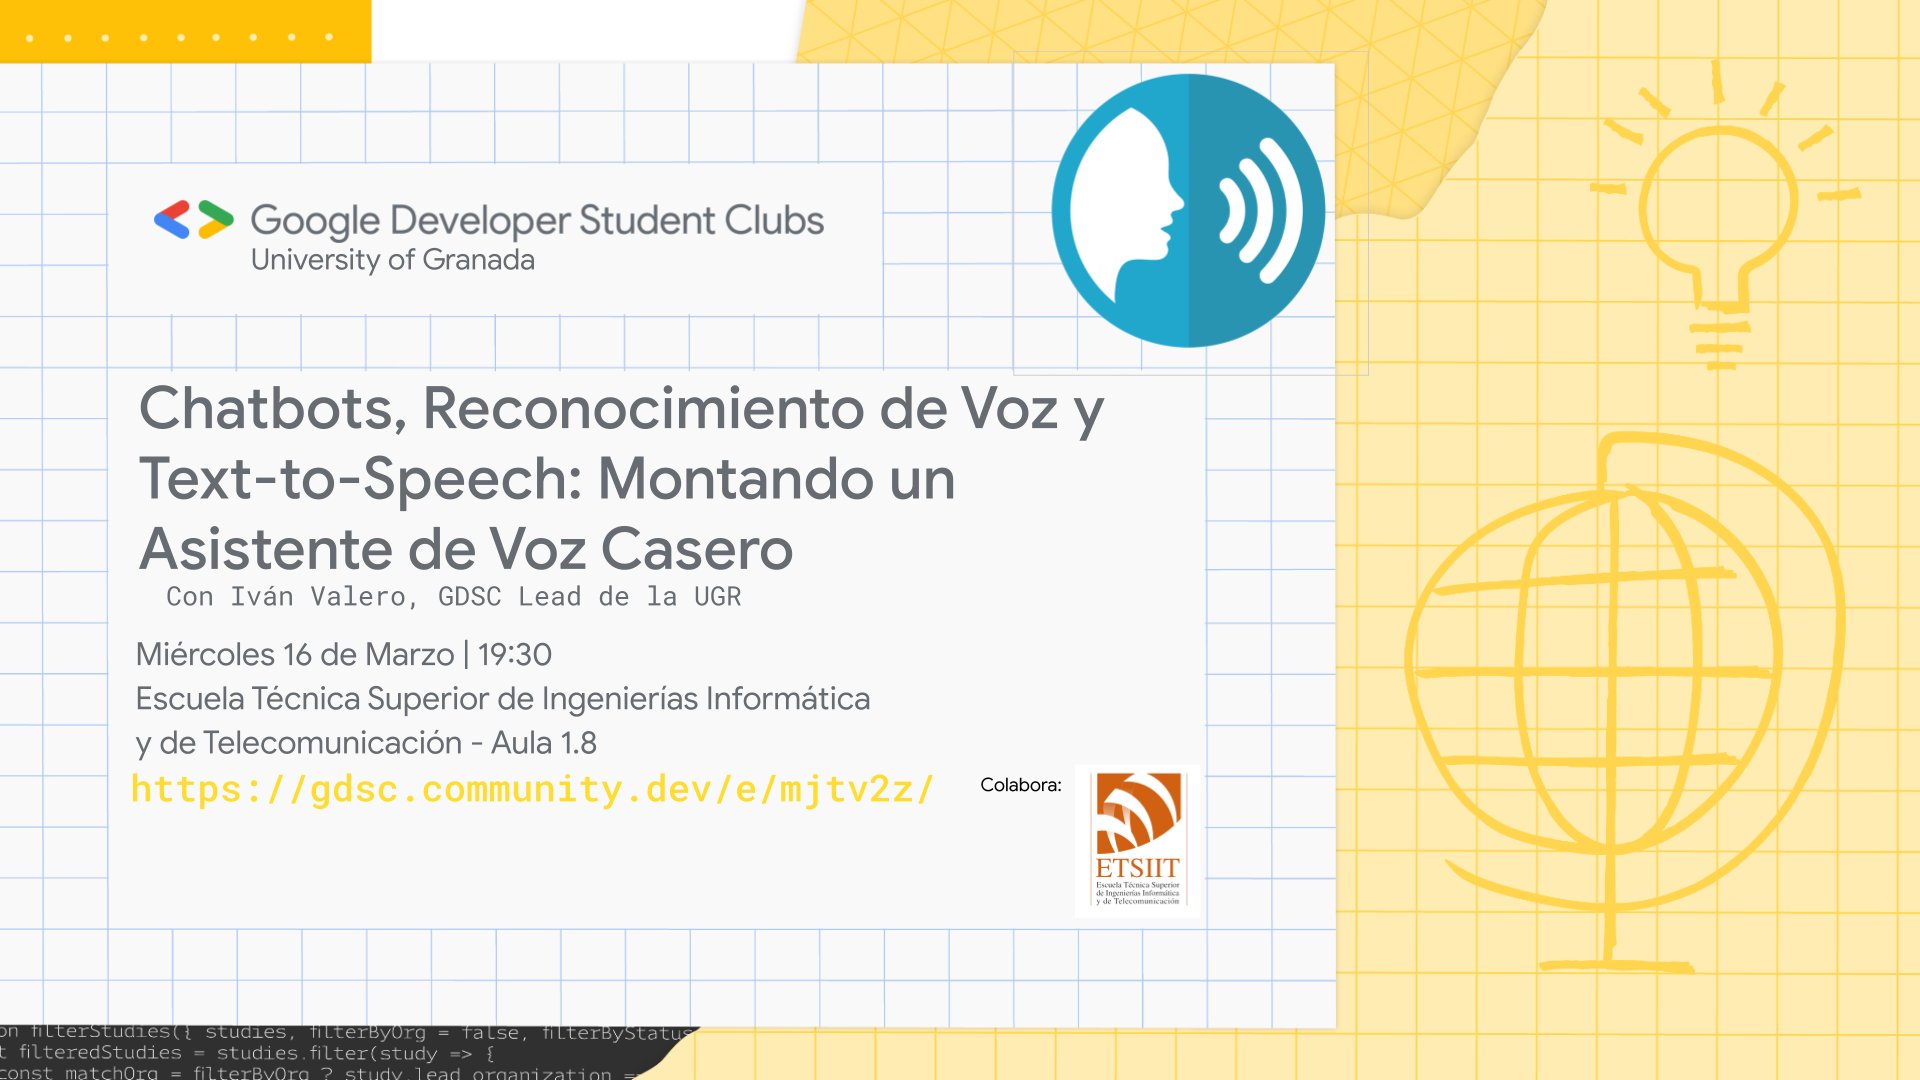 Google Developer Student Clubs
University of Granada
Chatbots, Reconocimiento de Voz y
Text-to-Speech: Montando un
Asistente de Voz Casero
Con Iván Valero, GDSC Lead de la UGR
Miércoles 16 de Marzo | 19:30
Escuela Técnica Superior de Ingenierías Informática
y de Telecomunicación - Aula 1.8
https://gdsc.community.dev/e/mjtv2z/
Colabora:
ETSIIT
Escuela Técnica Superior
de Ingenierías Informática
y de Telecomunicación
on filterStudies({ studies, filterByOrg = false, filterByStatus
t filteredStudies = studies.filter(study => {
const matchOrg = filterByOrg ? study.lead_organization ==